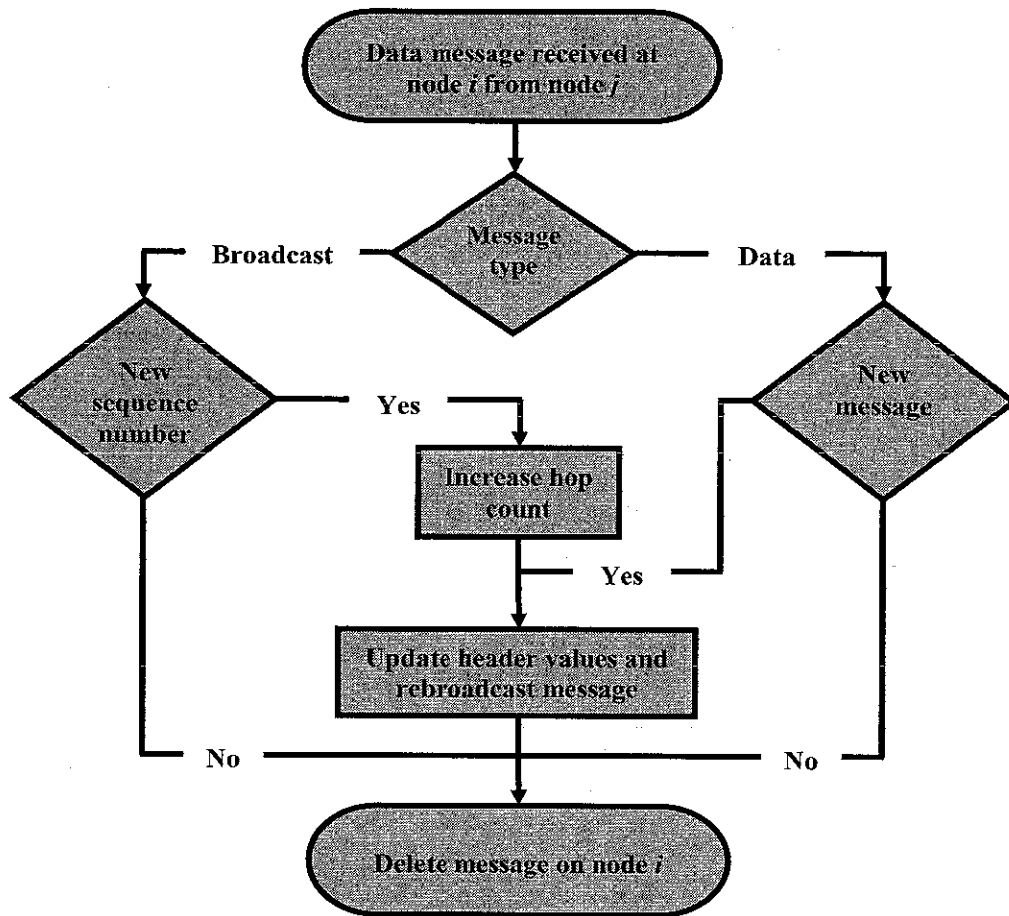 Data message received at
node i from node j
Message
type
Broadcast
Data
New
sequence
number
New
message
Yes
Increase hop
count
Yes
Update header values and
rebroadcast message
No
No
Delete message on node i